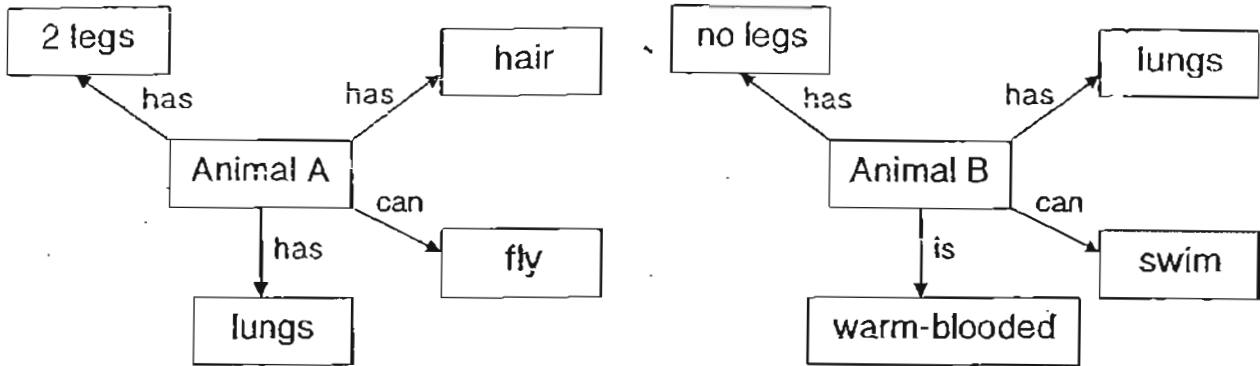 2 legs
hair
has
has
Animal A
can
has
fly
lungs
no legs
lungs
has
has
Animal B
can
is
swim
warm-blooded